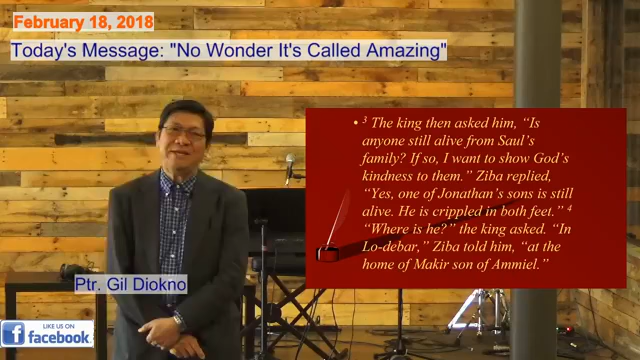 February 18, 2018
Today's Message: "No Wonder It's Called Amazing"
• ³ The king then asked him, “Is
anyone still alive from Saul’s
family? If so, I want to show God’s
kindness to them.” Ziba replied,
“Yes, one of Jonathan’s sons is still
alive. He is crippled in both feet.” ⁴
“Where is he?” the king asked. “In
Lo-debar,” Ziba told him, “at the
home of Makir son of Ammiel.”
Ptr. Gil Diokno
LIKE US ON
facebook